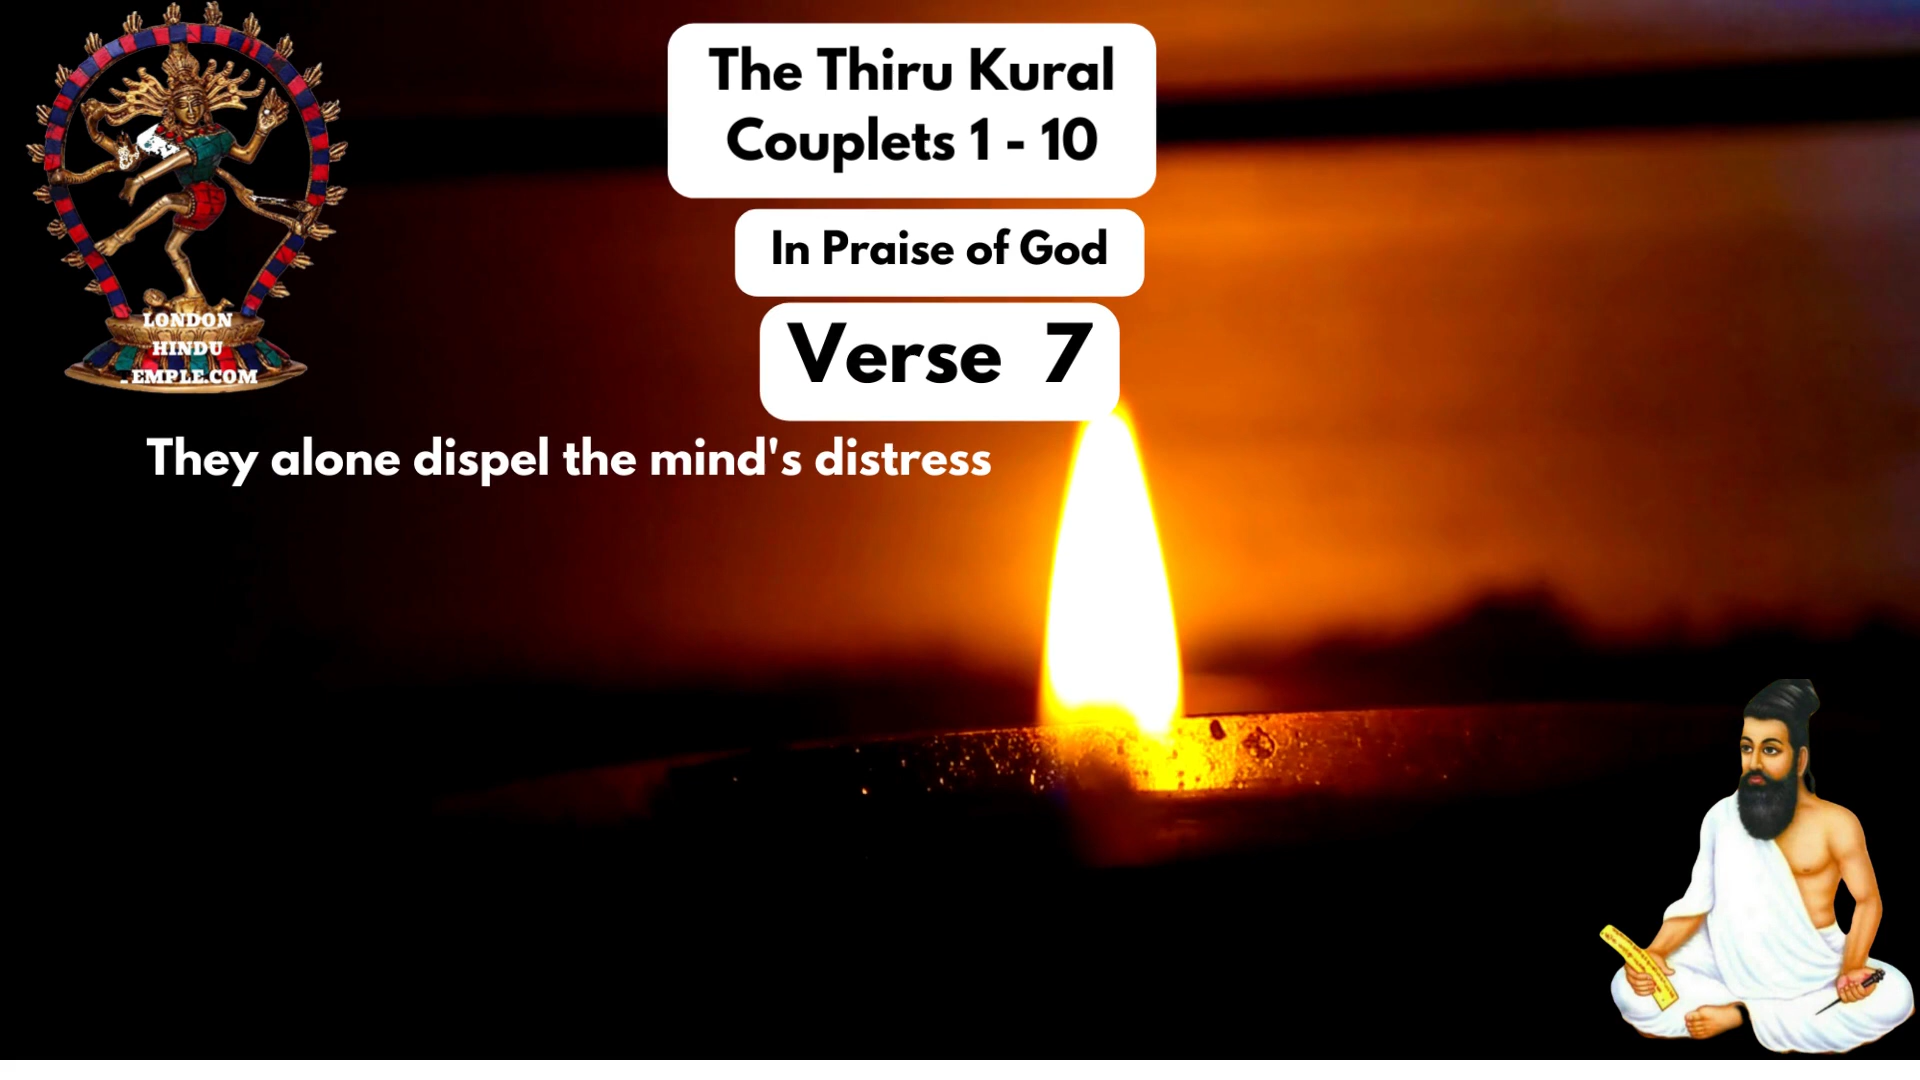 The Thiru Kural
Couplets 1 - 10
In Praise of God
Verse 7
They alone dispel the mind's distress
LONDON
HINDU
EMPLE.COM